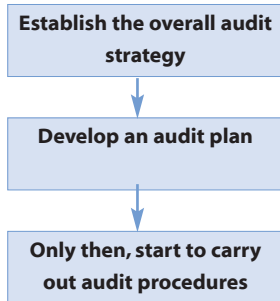 Establish the overall audit
strategy
Develop an audit plan
Only then, start to carry
out audit procedures